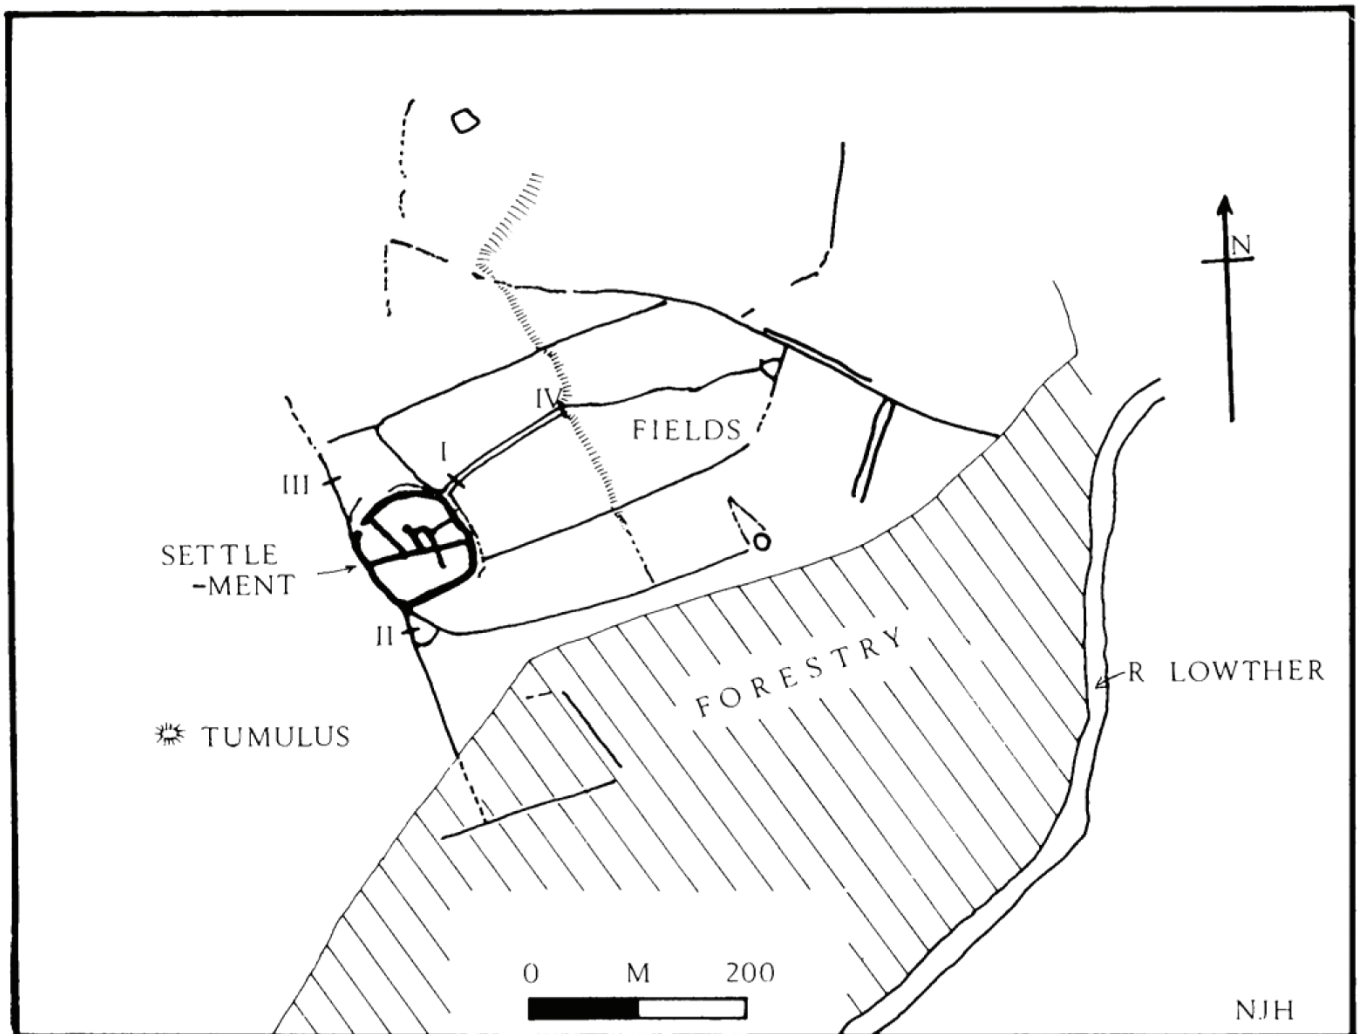 N
IV
FIELDS
I
III
SETTLE
-MENT
II
FORESTRY
R LOWTHER
TUMULUS
0 M 200
NJH